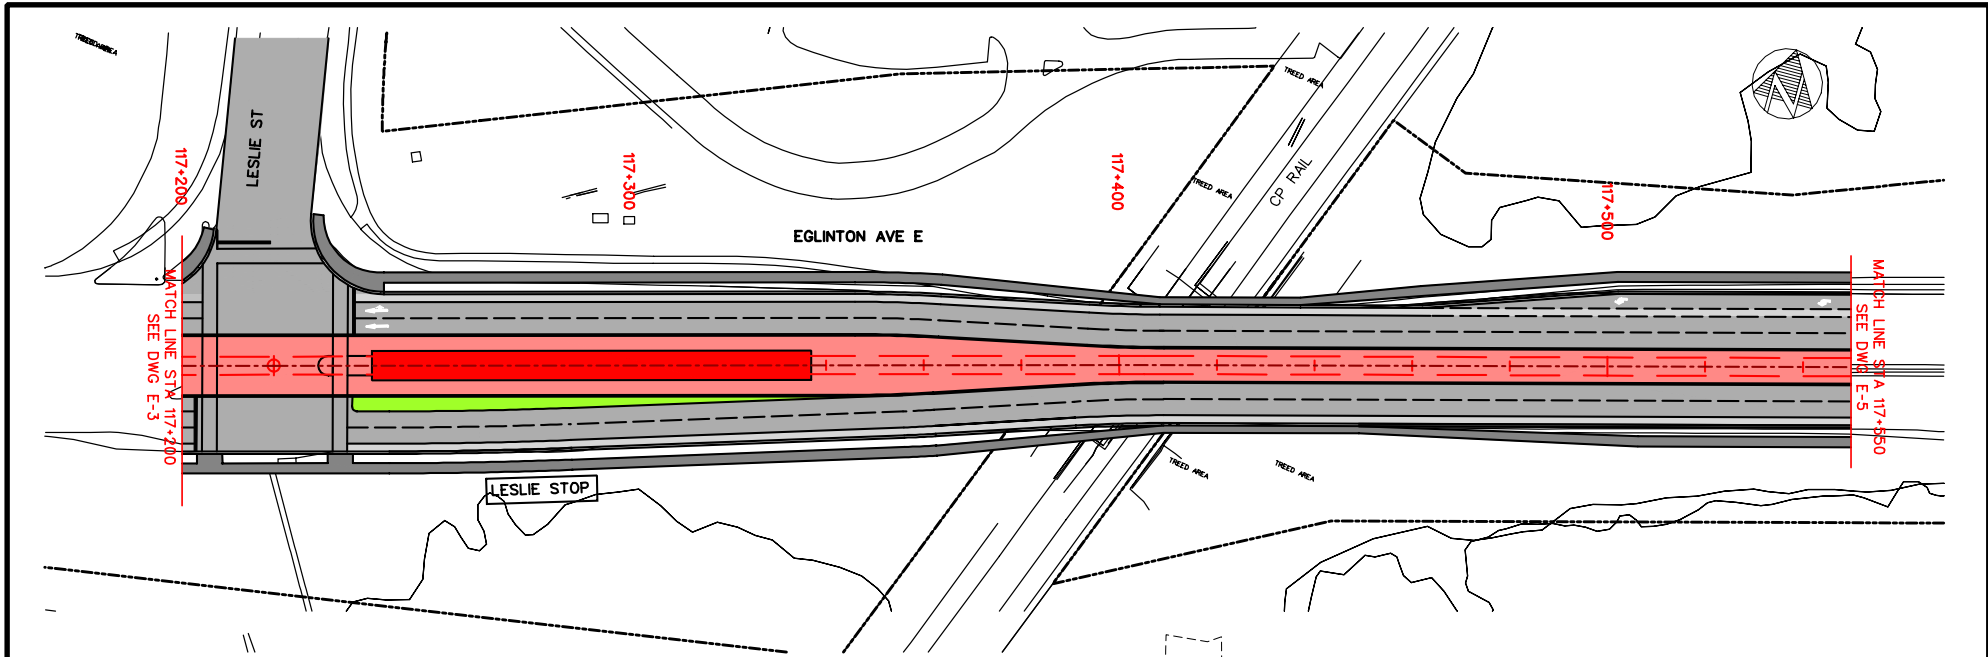 TREED AREA
LESLIE ST
117+200
117+300
117+400
117+500
TREED AREA
TREED AREA
CP RAIL
EGLINTON AVE E
MATCH LINE STA 117+200
SEE DWG E-3
MATCH LINE STA 117+550
SEE DWG E-5
LESLIE STOP
TREED AREA
TREED AREA